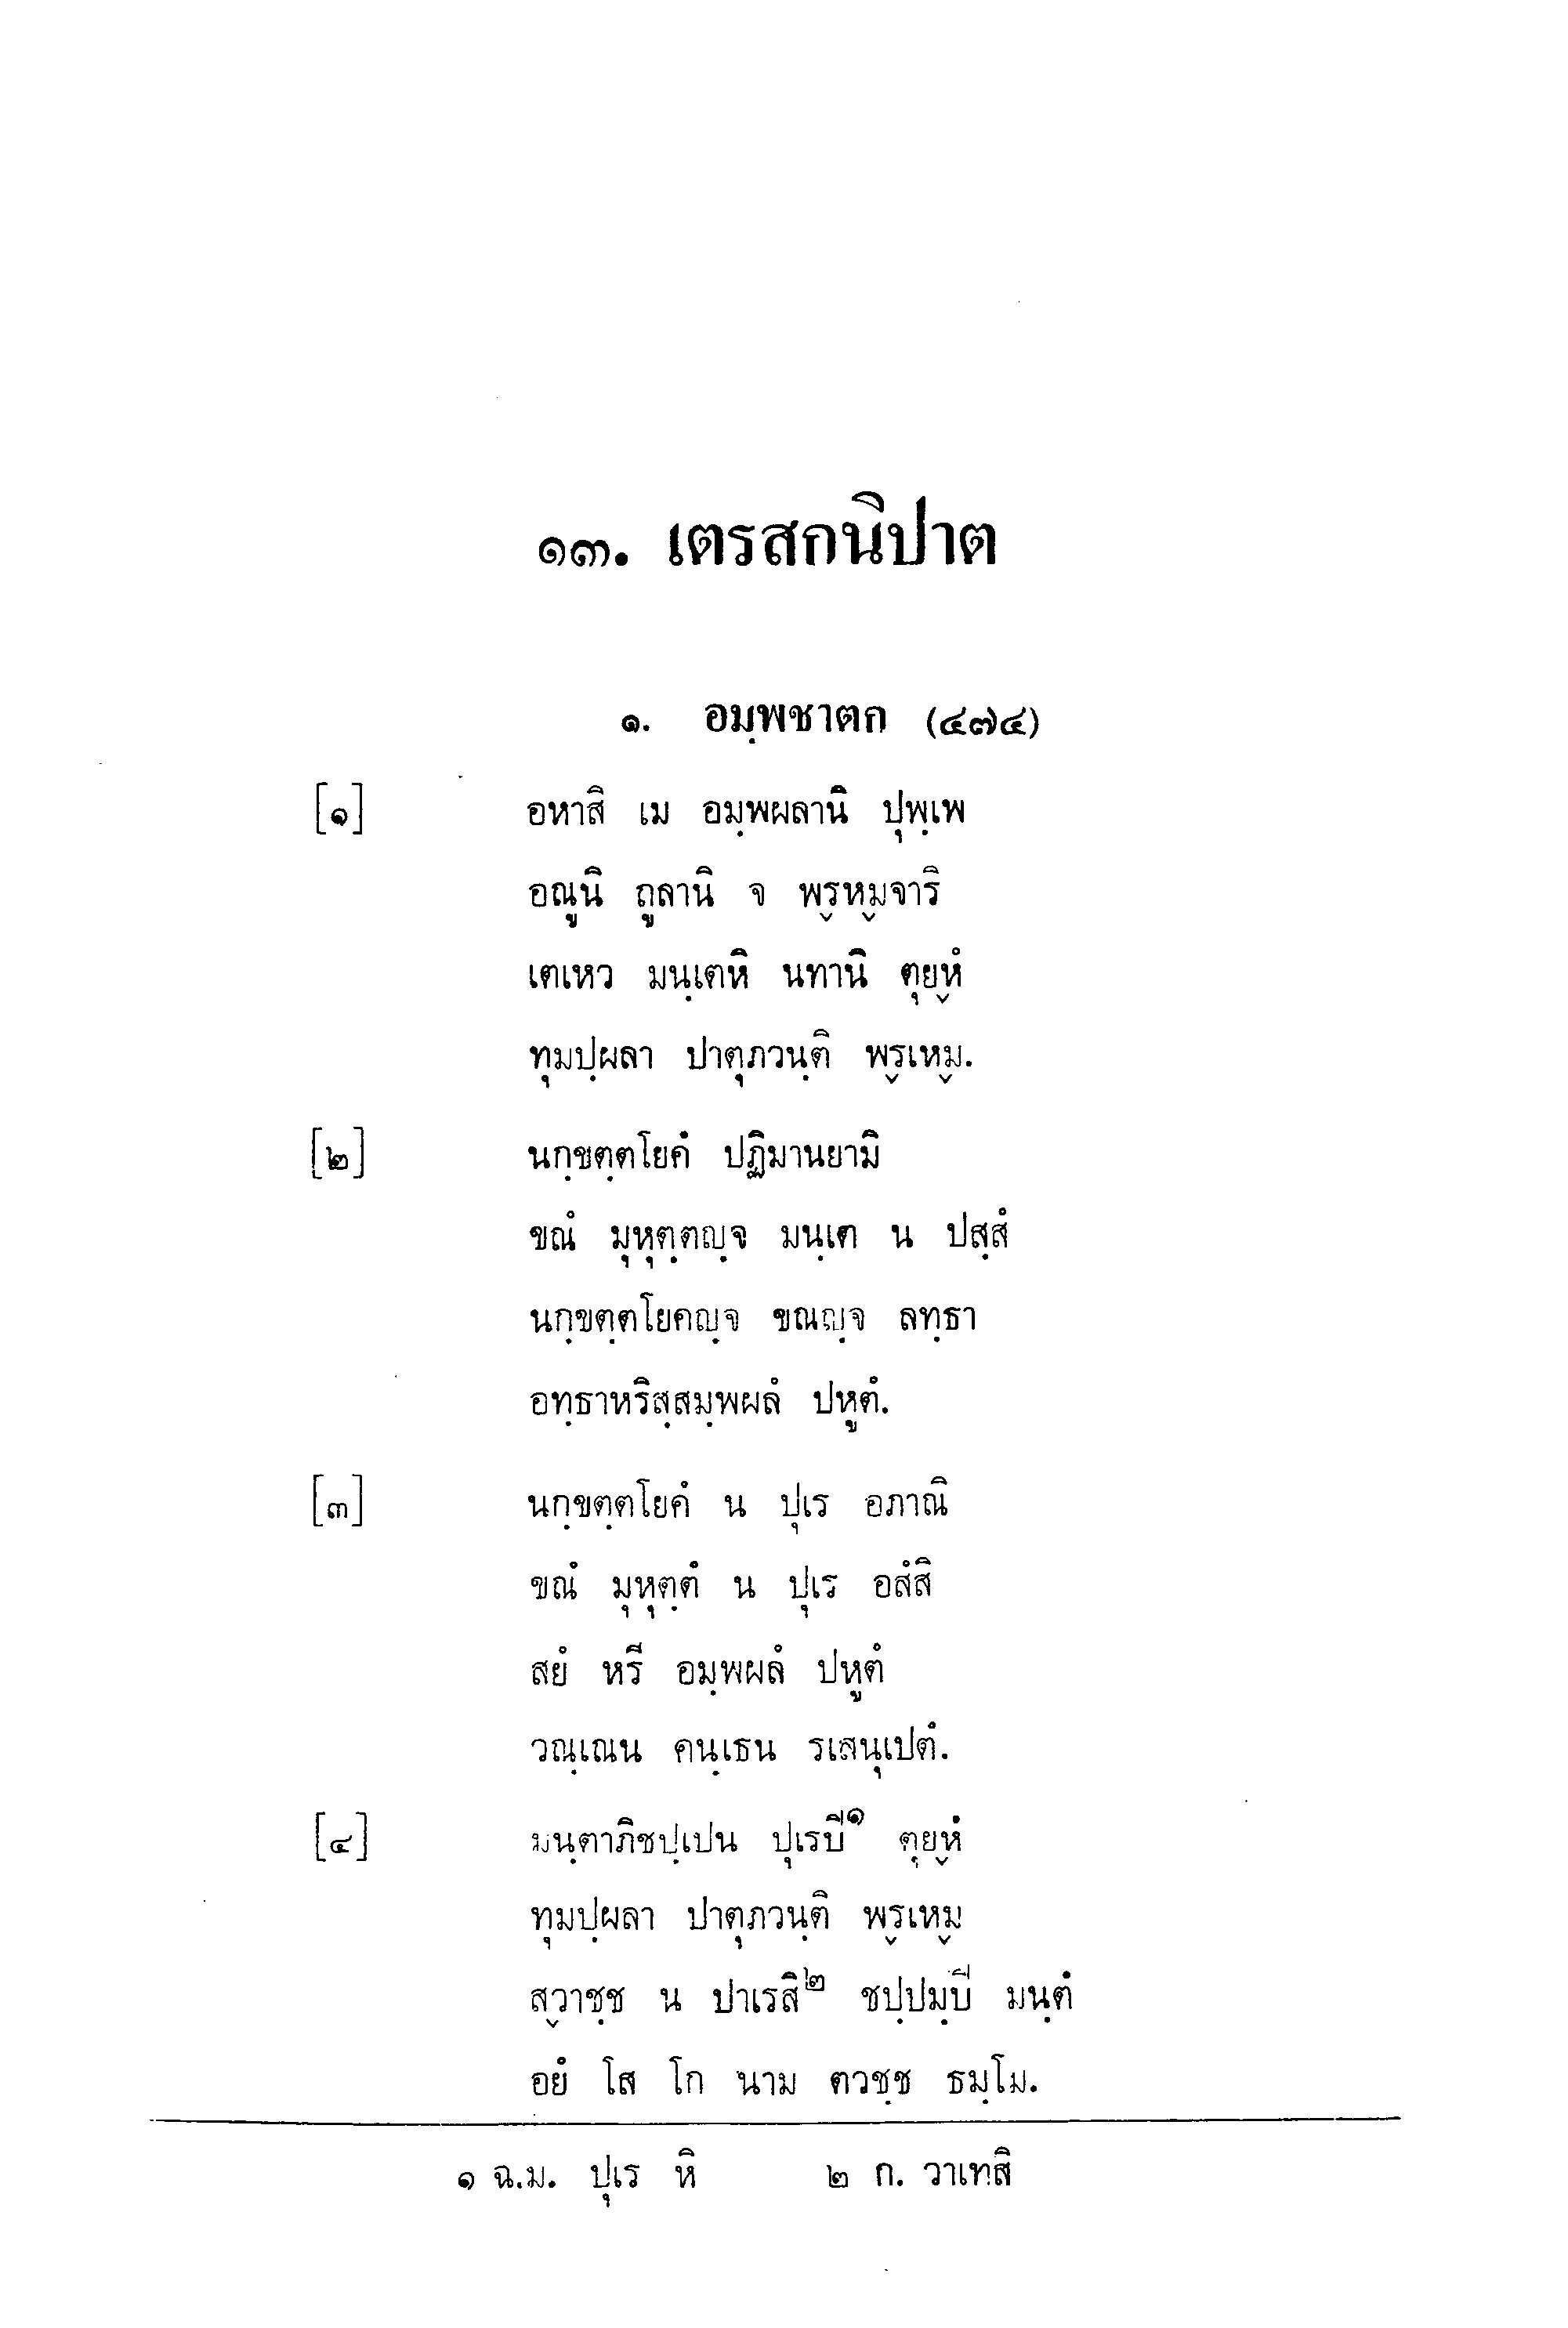 ๑๓. เตรสกนิปาต
๑. อมฺพชาตก (๔๗๔)
[๑] อหาสิ เม อมฺพผลานิ ปุพฺเพ
อณูนิ ถูลานิ จ พฺรหฺมจาริ
เตเหว มนฺเตหิ นทานิ ตุยฺหํ
ทุมปฺผลา ปาตุภวนฺติ พฺรเหฺม.
[๒] นกฺขตฺตโยคํ ปฏิมานยามิ
ขณํ มุหุตฺตญฺจ มนฺเต น ปสฺสํ
นกฺขตฺตโยคญฺจ ขณญฺจ ลทฺธา
อทฺธาหริสฺสมฺพผลํ ปหูตํ.
[๓] นกฺขตฺตโยคํ น ปุเร อภาณิ
ขณํ มุหุตฺตํ น ปุเร อสํสิ
สยํ หรี อมฺพผลํ ปหูตํ
วณฺเณน คนฺเธน รเสนุเปตํ.
[๔] มนฺตาภิชปฺเปน ปุเรปิ๑ ตุยฺหํ
ทุมปฺผลา ปาตุภวนฺติ พฺรเหฺม
สฺวาชฺช น ปาเรสิ๒ ชปฺปมฺปิ มนฺตํ
อยํ โส โก นาม ตวชฺช ธมฺโม.
๑ ฉ.ม. ปุเร หิ ๒ ก. วาเทสิ